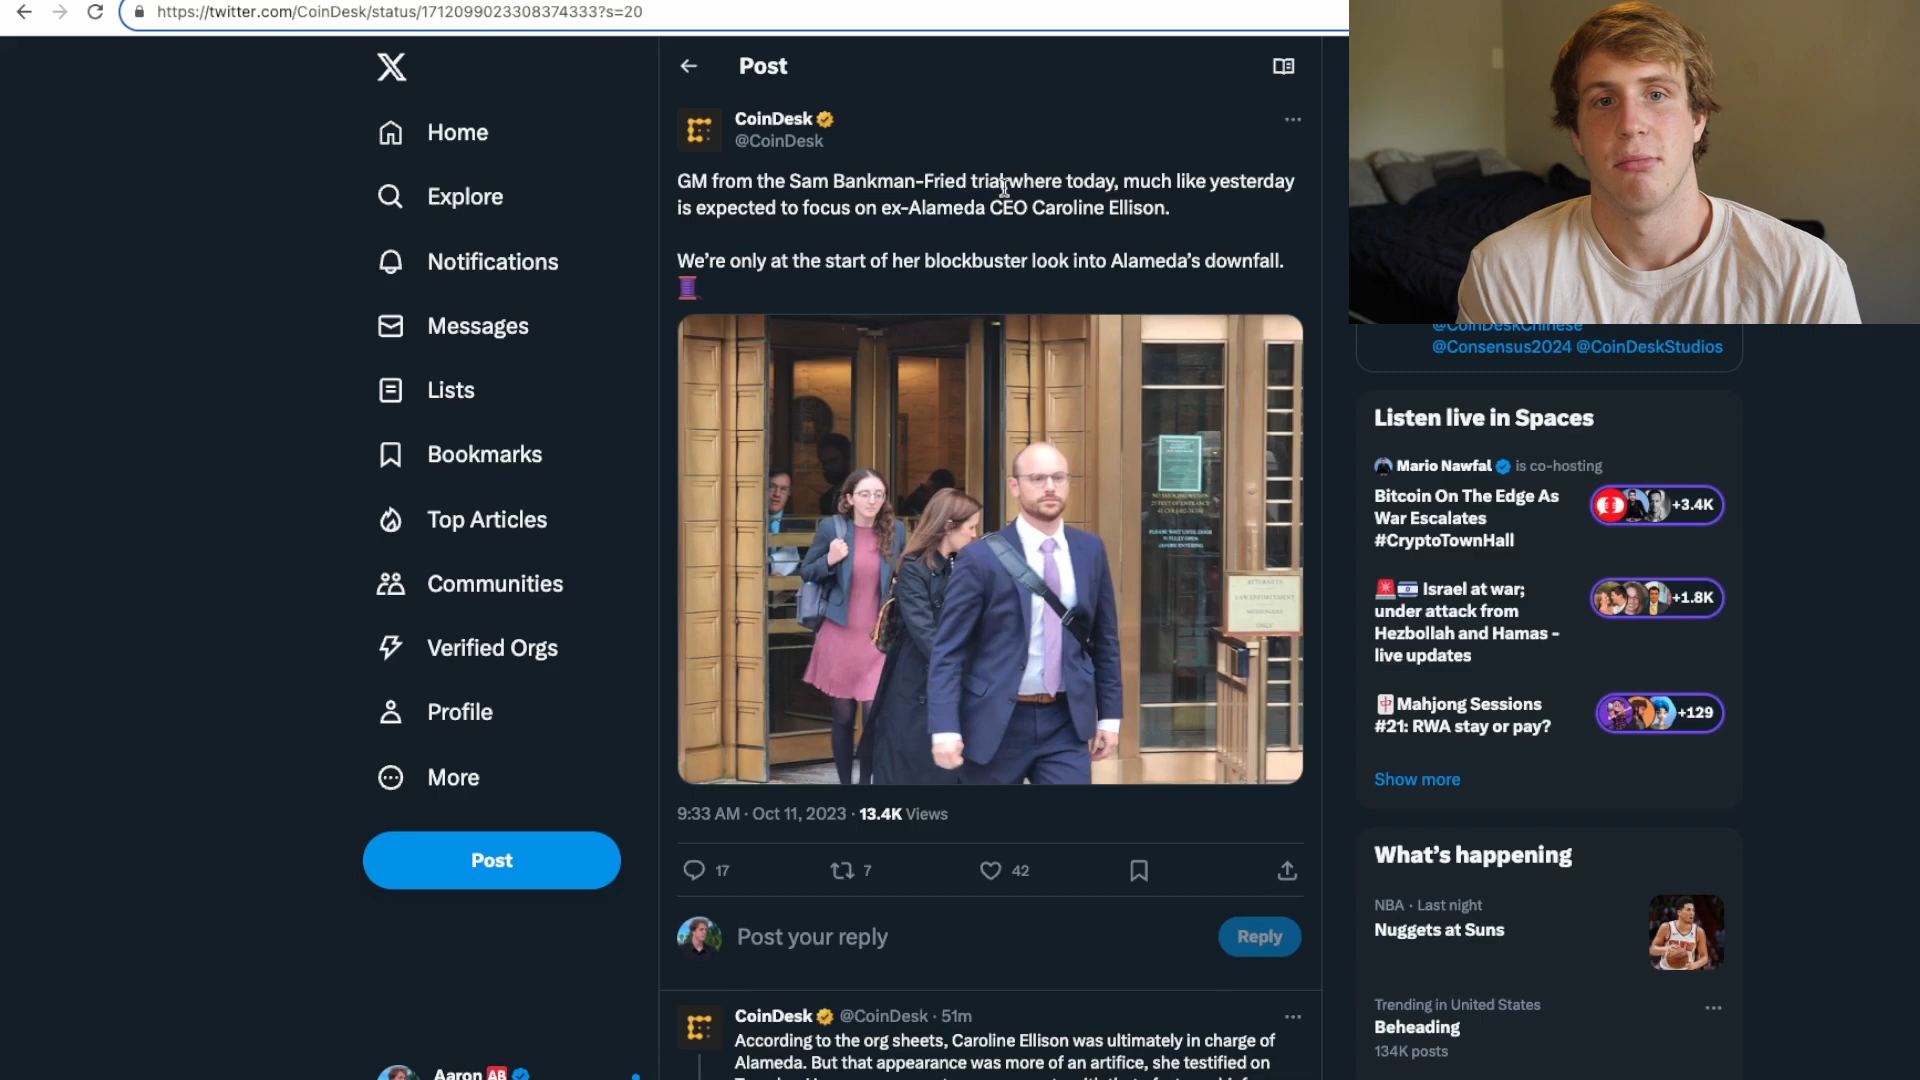 https://twitter.com/CoinDesk/status/1712099023308374333?s=20
Post
CoinDesk
@CoinDesk
GM from the Sam Bankman-Fried trial where today, much like yesterday
is expected to focus on ex-Alameda CEO Caroline Ellison.
We're only at the start of her blockbuster look into Alameda's downfall.
9:33 AM · Oct 11, 2023 · 13.4K Views
17
7
42
Post your reply
Reply
CoinDesk @CoinDesk · 51m
According to the org sheets, Caroline Ellison was ultimately in charge of
Alameda. But that appearance was more of an artifice, she testified on
Home
Explore
Notifications
Messages
Lists
Bookmarks
Top Articles
Communities
Verified Orgs
Profile
More
Post
Aaron AB
@CoinDeskChinese
@Consensus2024 @CoinDeskStudios
Listen live in Spaces
Mario Nawfal is co-hosting
Bitcoin On The Edge As
War Escalates
#CryptoTownHall
+3.4K
Israel at war;
under attack from
Hezbollah and Hamas -
live updates
+1.8K
Mahjong Sessions
#21: RWA stay or pay?
+129
Show more
What's happening
NBA · Last night
Nuggets at Suns
Trending in United States
Beheading
134K posts